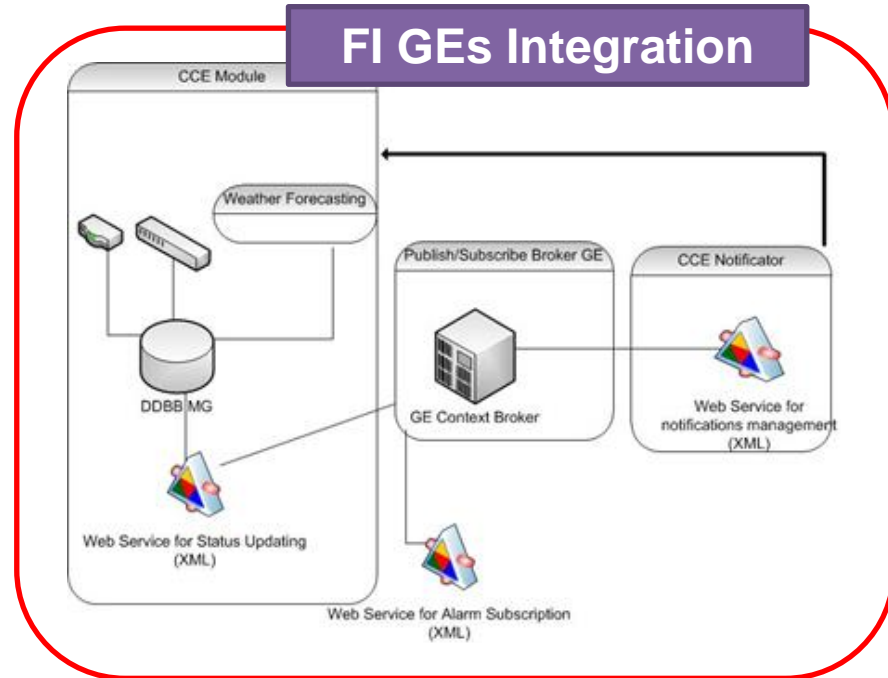 FI GEs Integration
CCE Module
Weather Forecasting
Publish/Subscribe Broker GE
CCE Notificator
DDBB MG
GE Context Broker
Web Service for
notifications management
(XML)
Web Service for Status Updating
(XML)
Web Service for Alarm Subscription
(XML)